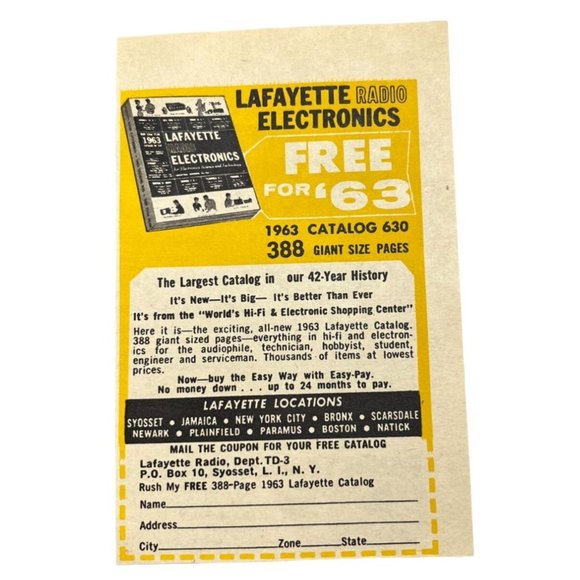 LAFAYETTE RADIO
ELECTRONICS
1963
LAFAYETTE
RADIO
ELECTRONICS
FREE
FOR '63
1963 CATALOG 630
388 GIANT SIZE PAGES
The Largest Catalog in our 42-Year History
It's New—It's Big— It's Better Than Ever
It's from the "World's Hi-Fi & Electronic Shopping Center"
Here it is—the exciting, all-new 1963 Lafayette Catalog.
388 giant sized pages—everything in hi-fi and electron-
ics for the audiophile, technician, hobbyist, student,
engineer and serviceman. Thousands of items at lowest
prices.
Now—buy the Easy Way with Easy-Pay.
No money down . . . up to 24 months to pay.
LAFAYETTE LOCATIONS
SYOSSET • JAMAICA • NEW YORK CITY • BRONX • SCARSDALE
NEWARK • PLAINFIELD • PARAMUS • BOSTON • NATICK
MAIL THE COUPON FOR YOUR FREE CATALOG
Lafayette Radio, Dept. TD-3
P.O. Box 10, Syosset, L. I., N. Y.
Rush My FREE 388-Page 1963 Lafayette Catalog
Name
Address
City Zone State